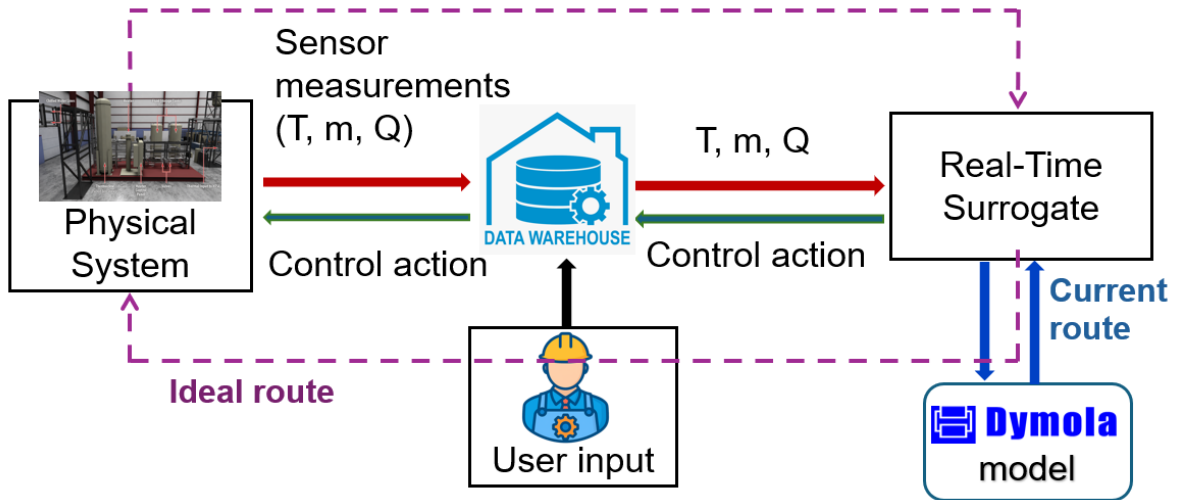 Sensor
measurements
(T, m, Q)
T, m, Q
Physical
System
DATA WAREHOUSE
Real-Time
Surrogate
Control action
Control action
Current
route
Ideal route
User input
Dymola
model